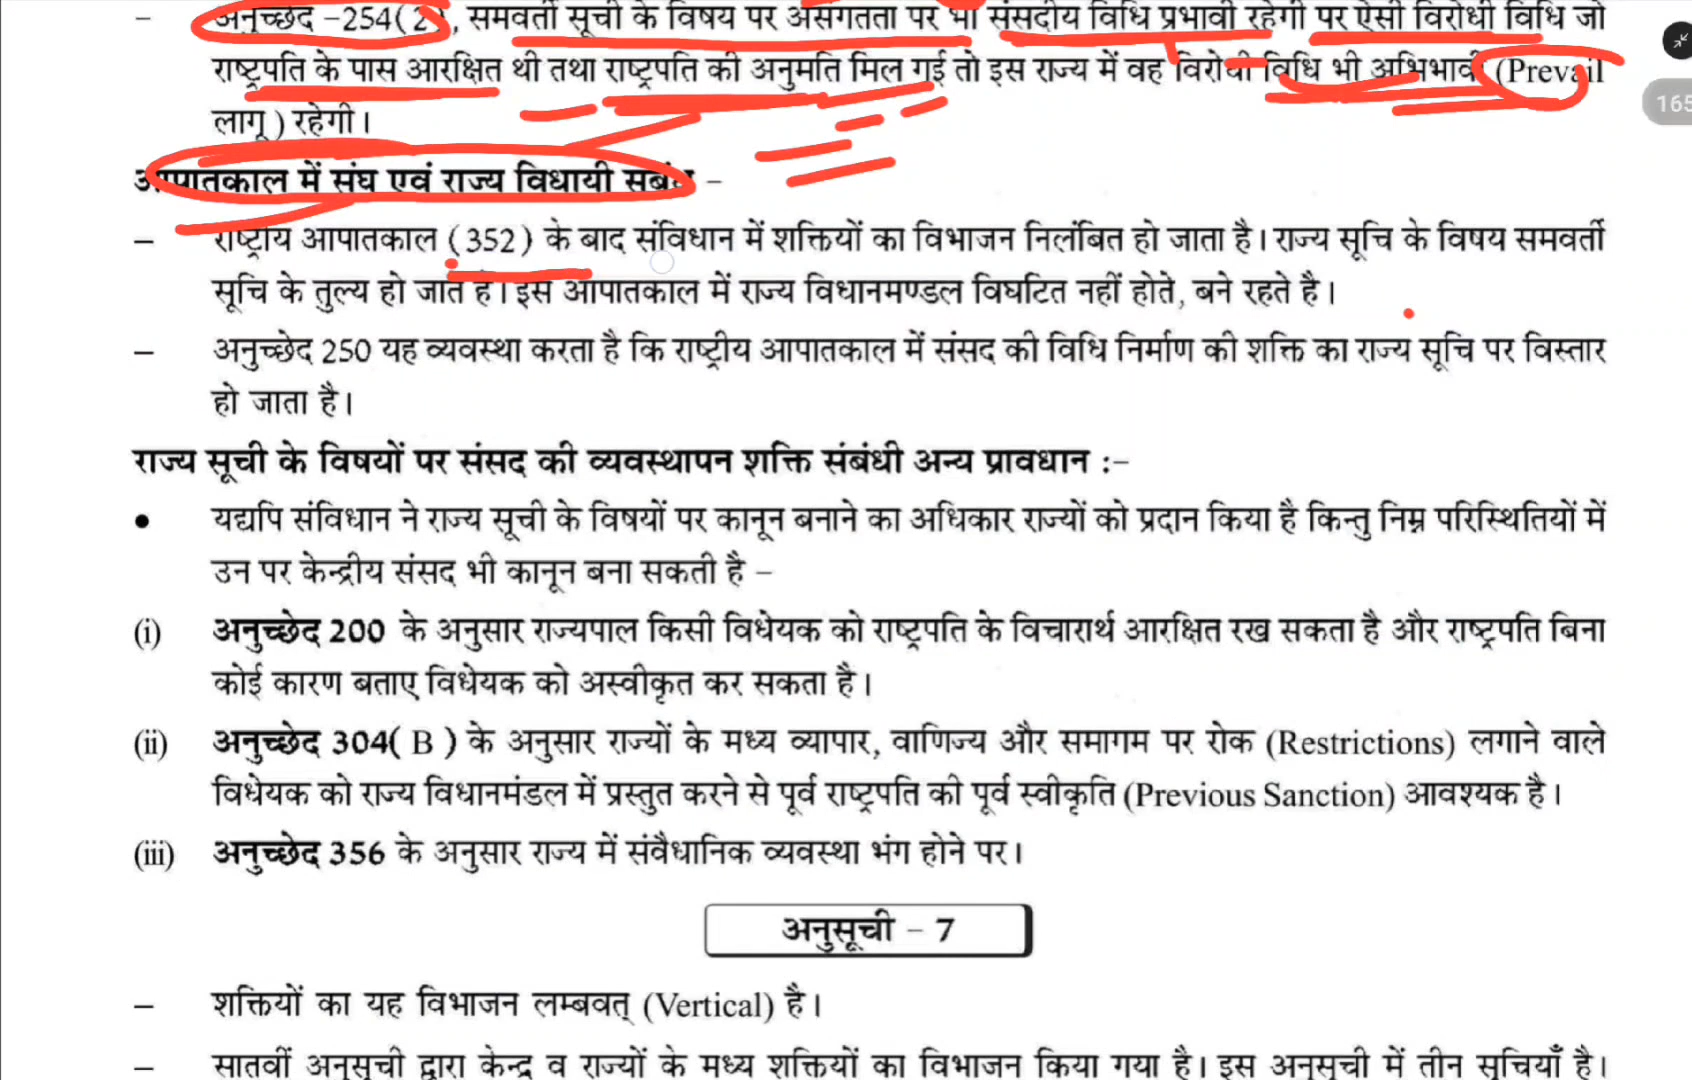 – अनुच्छेद –254(2), समवर्ती सूची के विषय पर असंगतता पर भी संसदीय विधि प्रभावी रहेगी पर ऐसी विरोधी विधि जो
राष्ट्रपति के पास आरक्षित थी तथा राष्ट्रपति की अनुमति मिल गई तो इस राज्य में वह विरोधी विधि भी अभिभावी (Prevail
लागू ) रहेगी।
165
आपातकाल में संघ एवं राज्य विधायी संबंध –
– राष्ट्रीय आपातकाल (352) के बाद संविधान में शक्तियों का विभाजन निलंबित हो जाता है। राज्य सूचि के विषय समवर्ती
सूचि के तुल्य हो जाते है। इस आपातकाल में राज्य विधानमण्डल विघटित नहीं होते, बने रहते है।
– अनुच्छेद 250 यह व्यवस्था करता है कि राष्ट्रीय आपातकाल में संसद की विधि निर्माण की शक्ति का राज्य सूचि पर विस्तार
हो जाता है।
राज्य सूची के विषयों पर संसद की व्यवस्थापन शक्ति संबंधी अन्य प्रावधान :–
• यद्यपि संविधान ने राज्य सूची के विषयों पर कानून बनाने का अधिकार राज्यों को प्रदान किया है किन्तु निम्न परिस्थितियों में
उन पर केन्द्रीय संसद भी कानून बना सकती है –
(i) अनुच्छेद 200 के अनुसार राज्यपाल किसी विधेयक को राष्ट्रपति के विचारार्थ आरक्षित रख सकता है और राष्ट्रपति बिना
कोई कारण बताए विधेयक को अस्वीकृत कर सकता है।
(ii) अनुच्छेद 304( B ) के अनुसार राज्यों के मध्य व्यापार, वाणिज्य और समागम पर रोक (Restrictions) लगाने वाले
विधेयक को राज्य विधानमंडल में प्रस्तुत करने से पूर्व राष्ट्रपति की पूर्व स्वीकृति (Previous Sanction) आवश्यक है।
(iii) अनुच्छेद 356 के अनुसार राज्य में संवैधानिक व्यवस्था भंग होने पर।
अनुसूची – 7
– शक्तियों का यह विभाजन लम्बवत् (Vertical) है।
– सातवीं अनुसूची द्वारा केन्द्र व राज्यों के मध्य शक्तियों का विभाजन किया गया है। इस अनुसूची में तीन सूचियाँ है।